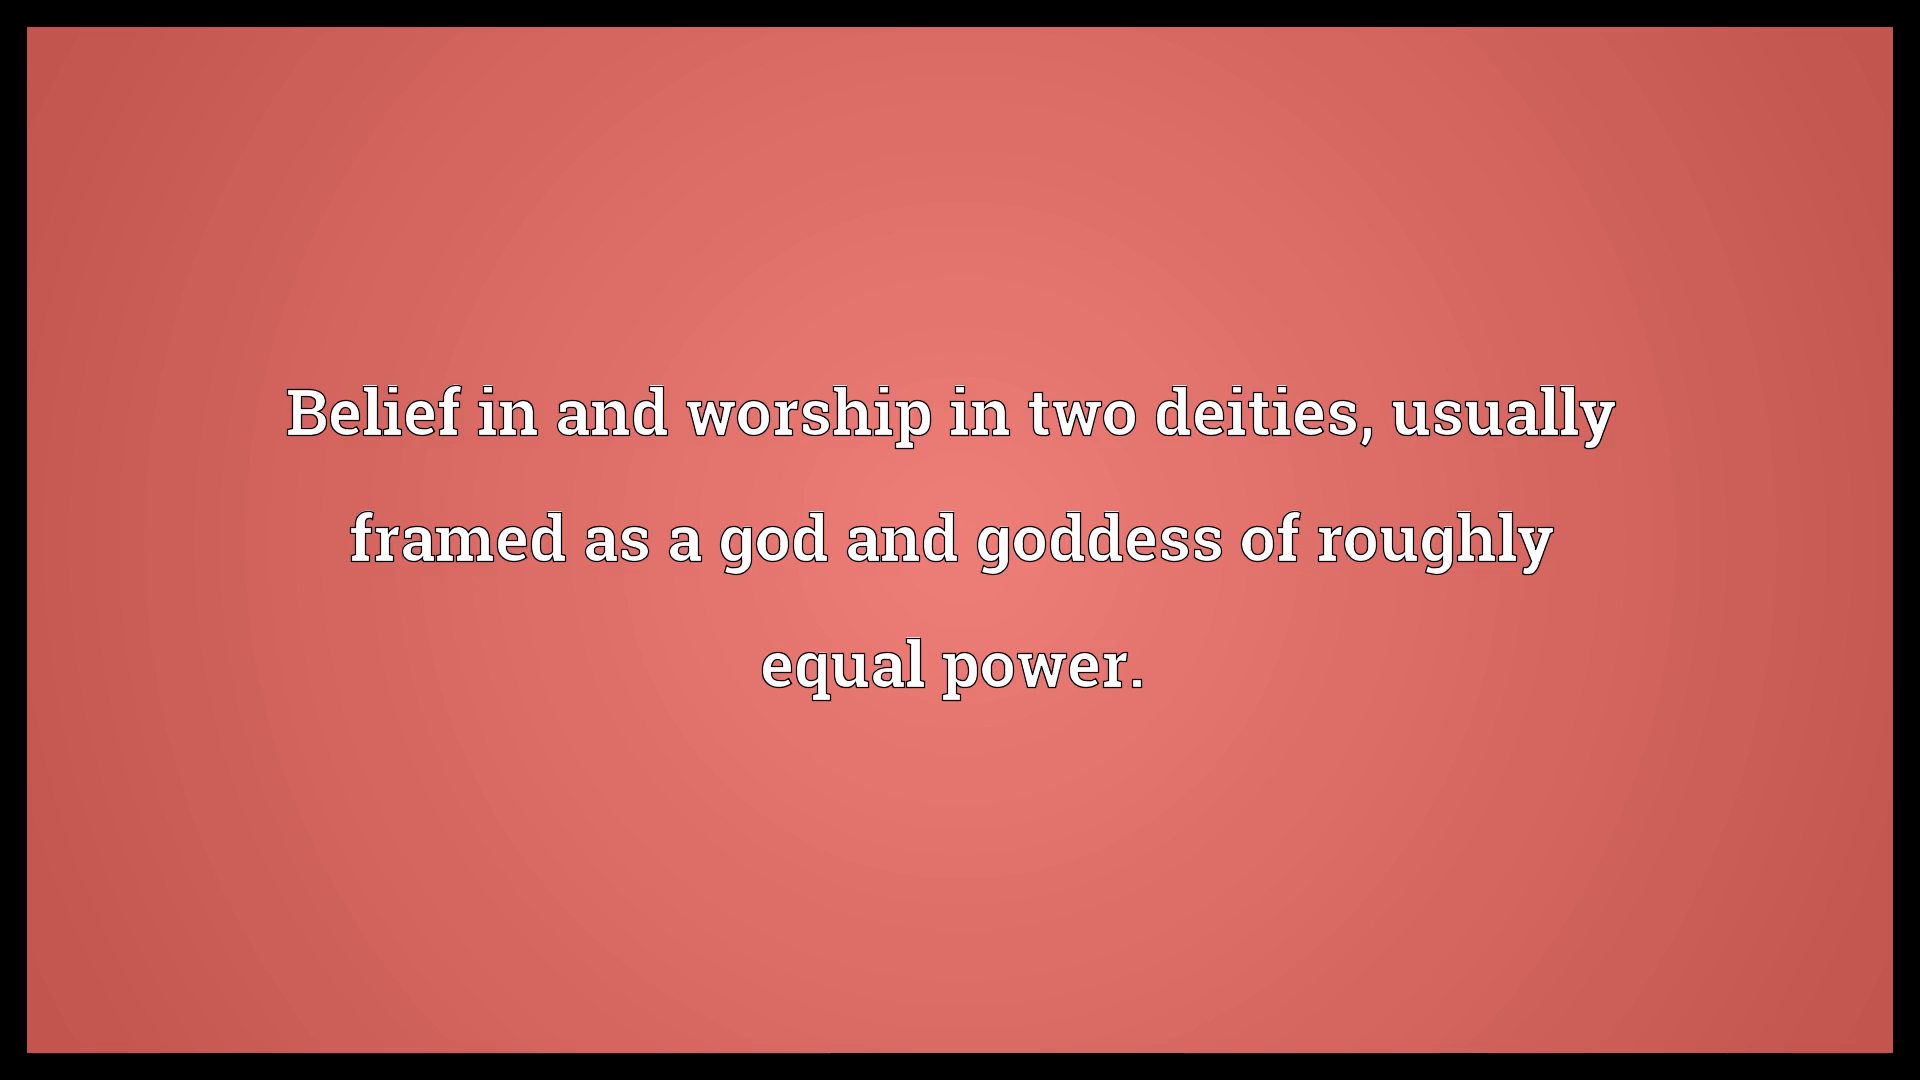 Belief in and worship in two deities, usually
framed as a god and goddess of roughly
equal power.